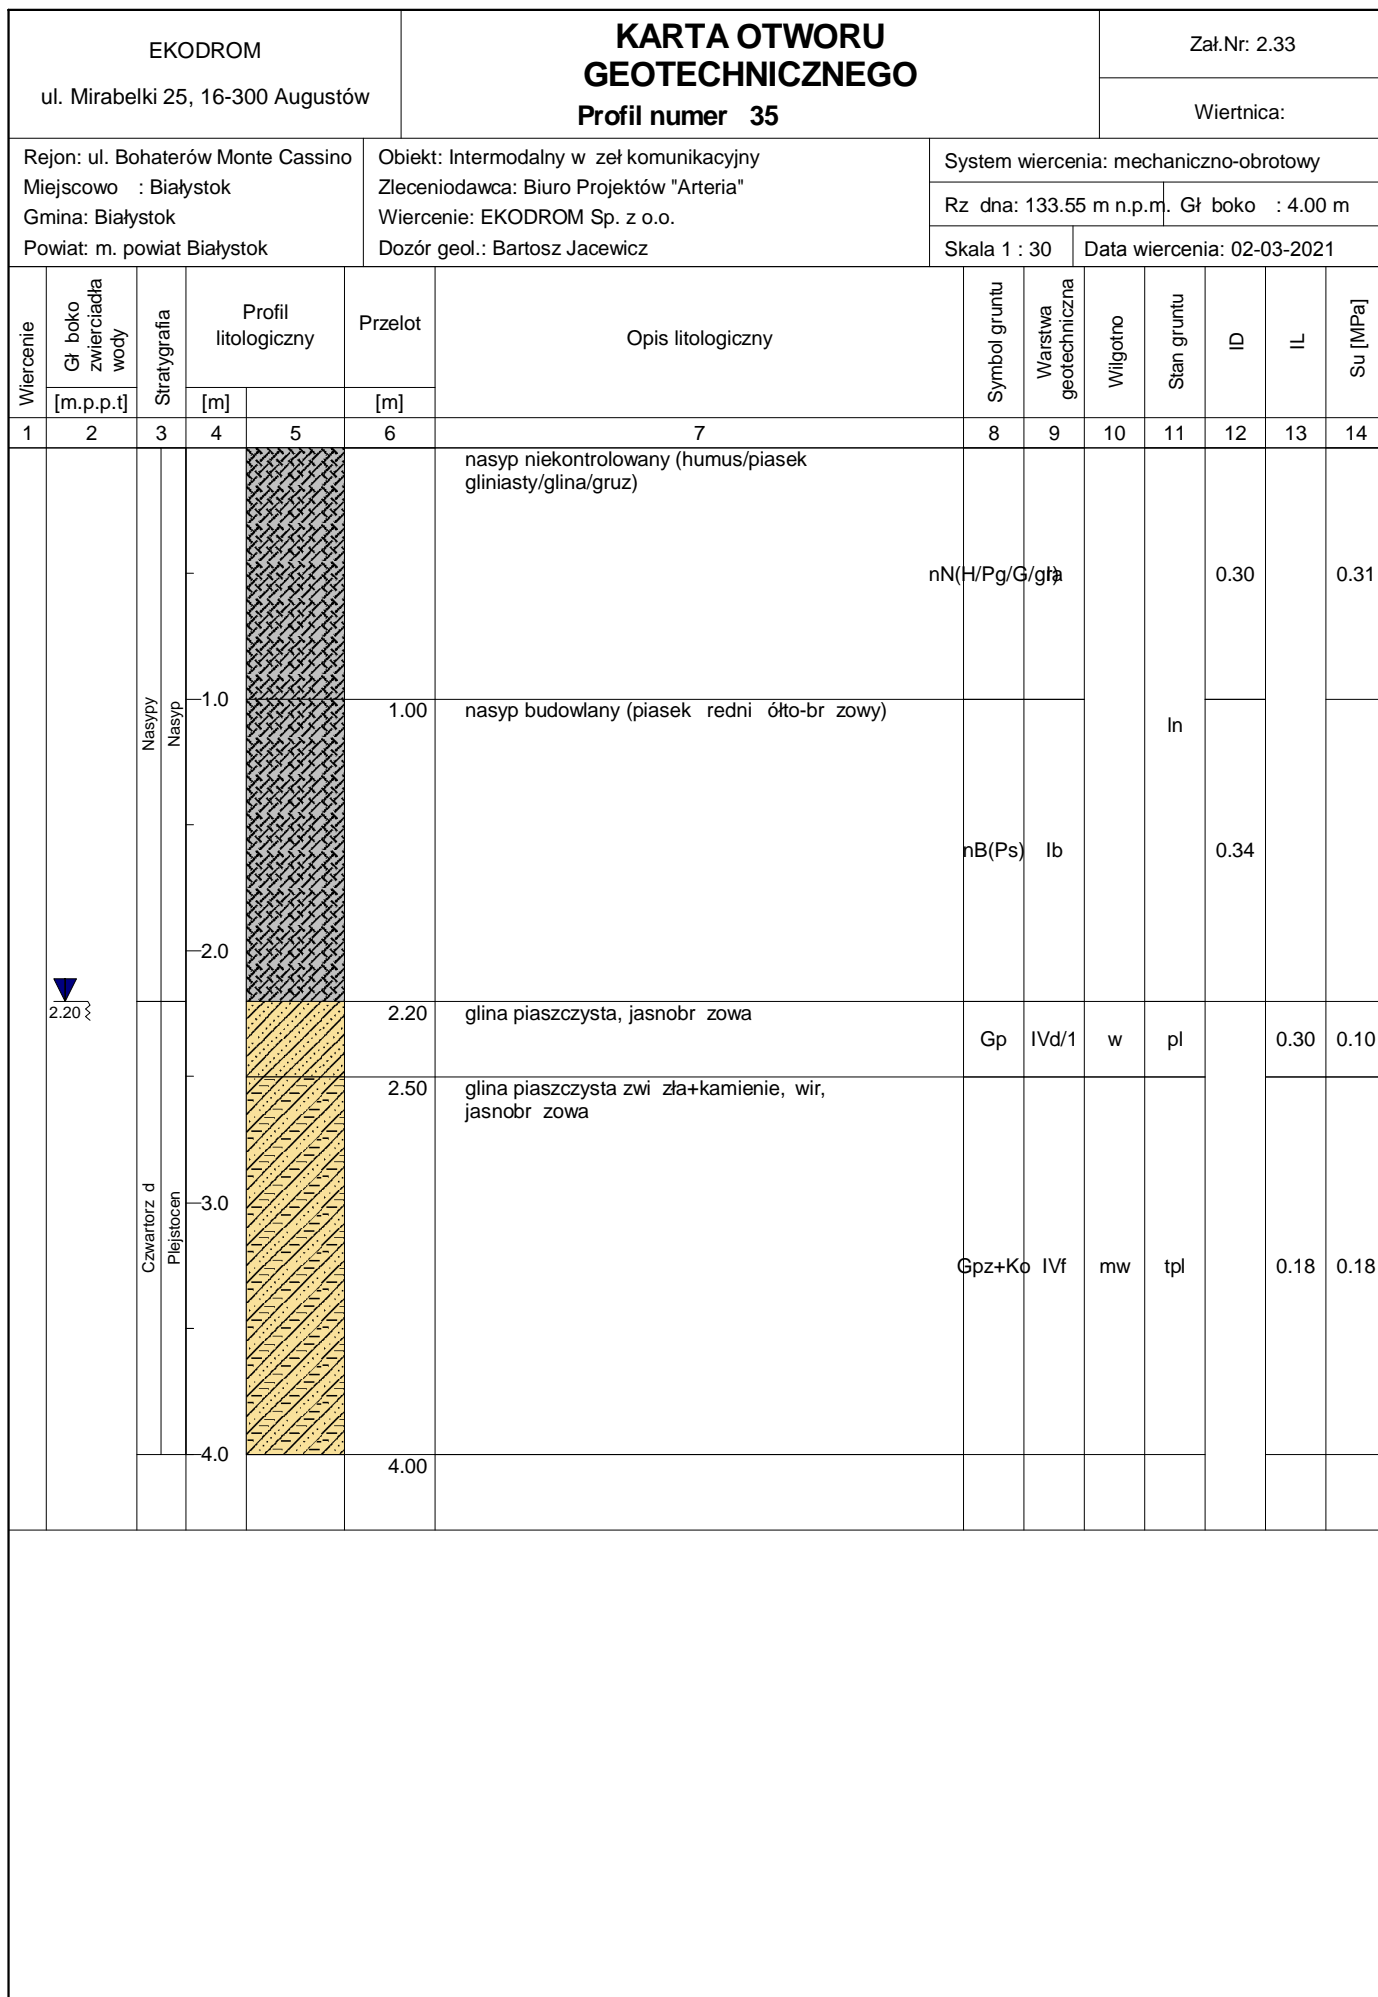 EKODROM
ul. Mirabelki 25, 16-300 Augustów
KARTA OTWORU
GEOTECHNICZNEGO
Profil numer 35
Zał.Nr: 2.33
Wiertnica:
Rejon: ul. Bohaterów Monte Cassino
Miejscowo : Białystok
Gmina: Białystok
Powiat: m. powiat Białystok
Obiekt: Intermodalny w zeł komunikacyjny
Zleceniodawca: Biuro Projektów "Arteria"
Wiercenie: EKODROM Sp. z o.o.
Dozór geol.: Bartosz Jacewicz
System wiercenia: mechaniczno-obrotowy
Rz dna: 133.55 m n.p.m. Gł boko : 4.00 m
Skala 1 : 30 Data wiercenia: 02-03-2021
Wiercenie
Gł boko
zwierciadła
wody
[m.p.p.t]
Stratygrafia
Profil
litologiczny
[m]
Przelot
[m]
Opis litologiczny
Symbol gruntu
Warstwa
geotechniczna
Wilgotno
Stan gruntu
ID
IL
Su [MPa]
1 2 3 4 5 6 7 8 9 10 11 12 13 14
nasyp niekontrolowany (humus/piasek
gliniasty/glina/gruz)
nN(H/Pg/G/gr) Ia 0.30 0.31
Nasypy
Nasyp
1.0
1.00 nasyp budowlany (piasek redni ółto-br zowy)
ln
nB(Ps) Ib 0.34
2.0
2.20
2.20 glina piaszczysta, jasnobr zowa
Gp IVd/1 w pl 0.30 0.10
2.50 glina piaszczysta zwi zła+kamienie, wir,
jasnobr zowa
Czwartorz d
Plejstocen
3.0
Gpz+Ko IVf mw tpl 0.18 0.18
4.0
4.00